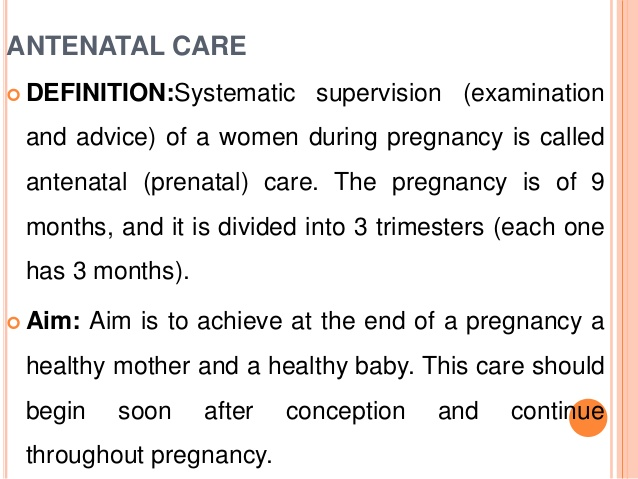 ANTENATAL CARE
DEFINITION:Systematic supervision (examination
and advice) of a women during pregnancy is called
antenatal (prenatal) care. The pregnancy is of 9
months, and it is divided into 3 trimesters (each one
has 3 months).
Aim: Aim is to achieve at the end of a pregnancy a
healthy mother and a healthy baby. This care should
begin soon after conception and continue
throughout pregnancy.